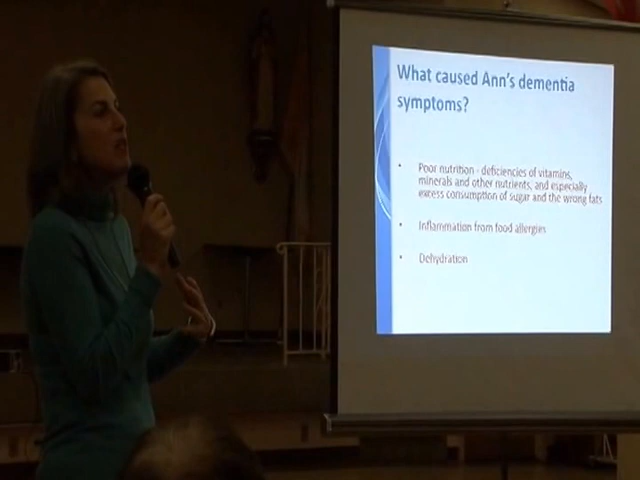 What caused Ann's dementia
symptoms?
• Poor nutrition - deficiencies of vitamins,
minerals and other nutrients, and especially
excess consumption of sugar and the wrong fats
• Inflammation from food allergies
• Dehydration